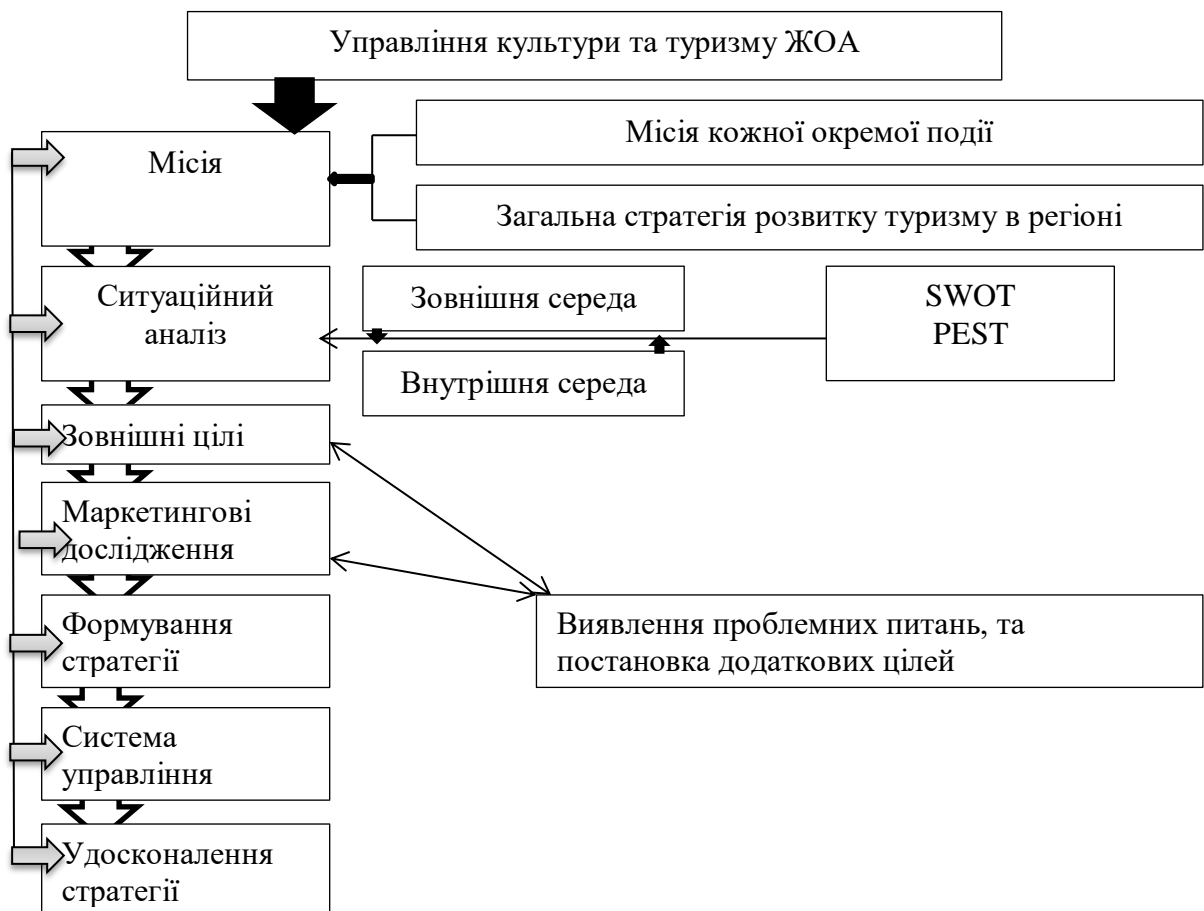 Управління культури та туризму ЖОА
Місія
Місія кожної окремої події
Загальна стратегія розвитку туризму в регіоні
Ситуаційний
аналіз
Зовнішня середа
Внутрішня середа
SWOT
PEST
Зовнішні цілі
Маркетингові
дослідження
Виявлення проблемних питань, та
постановка додаткових цілей
Формування
стратегії
Система
управління
Удосконалення
стратегії